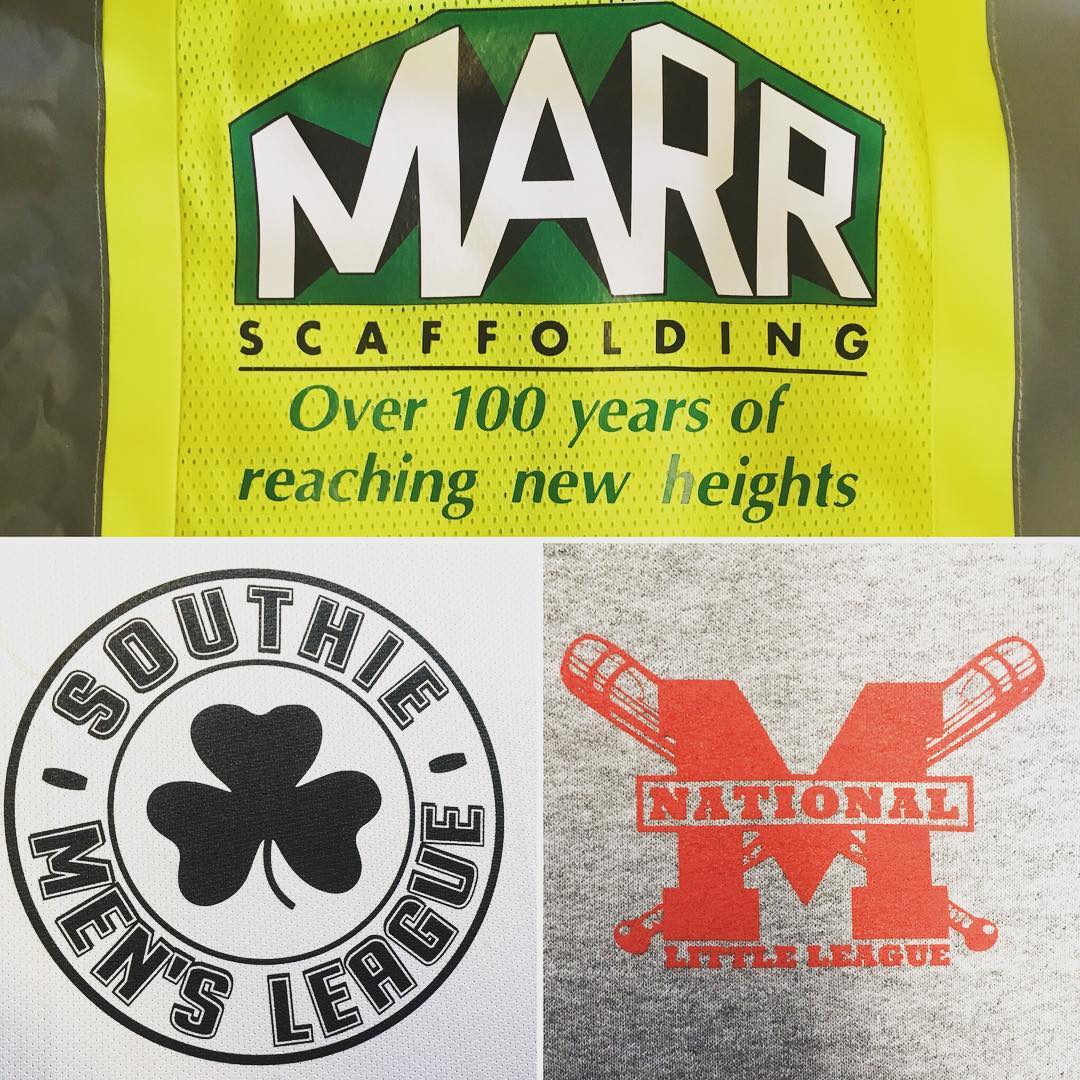 MARR
SCAFFOLDING
Over 100 years of
reaching new heights
SOUTHIE
MEN'S LEAGUE
M
NATIONAL
LITTLE LEAGUE